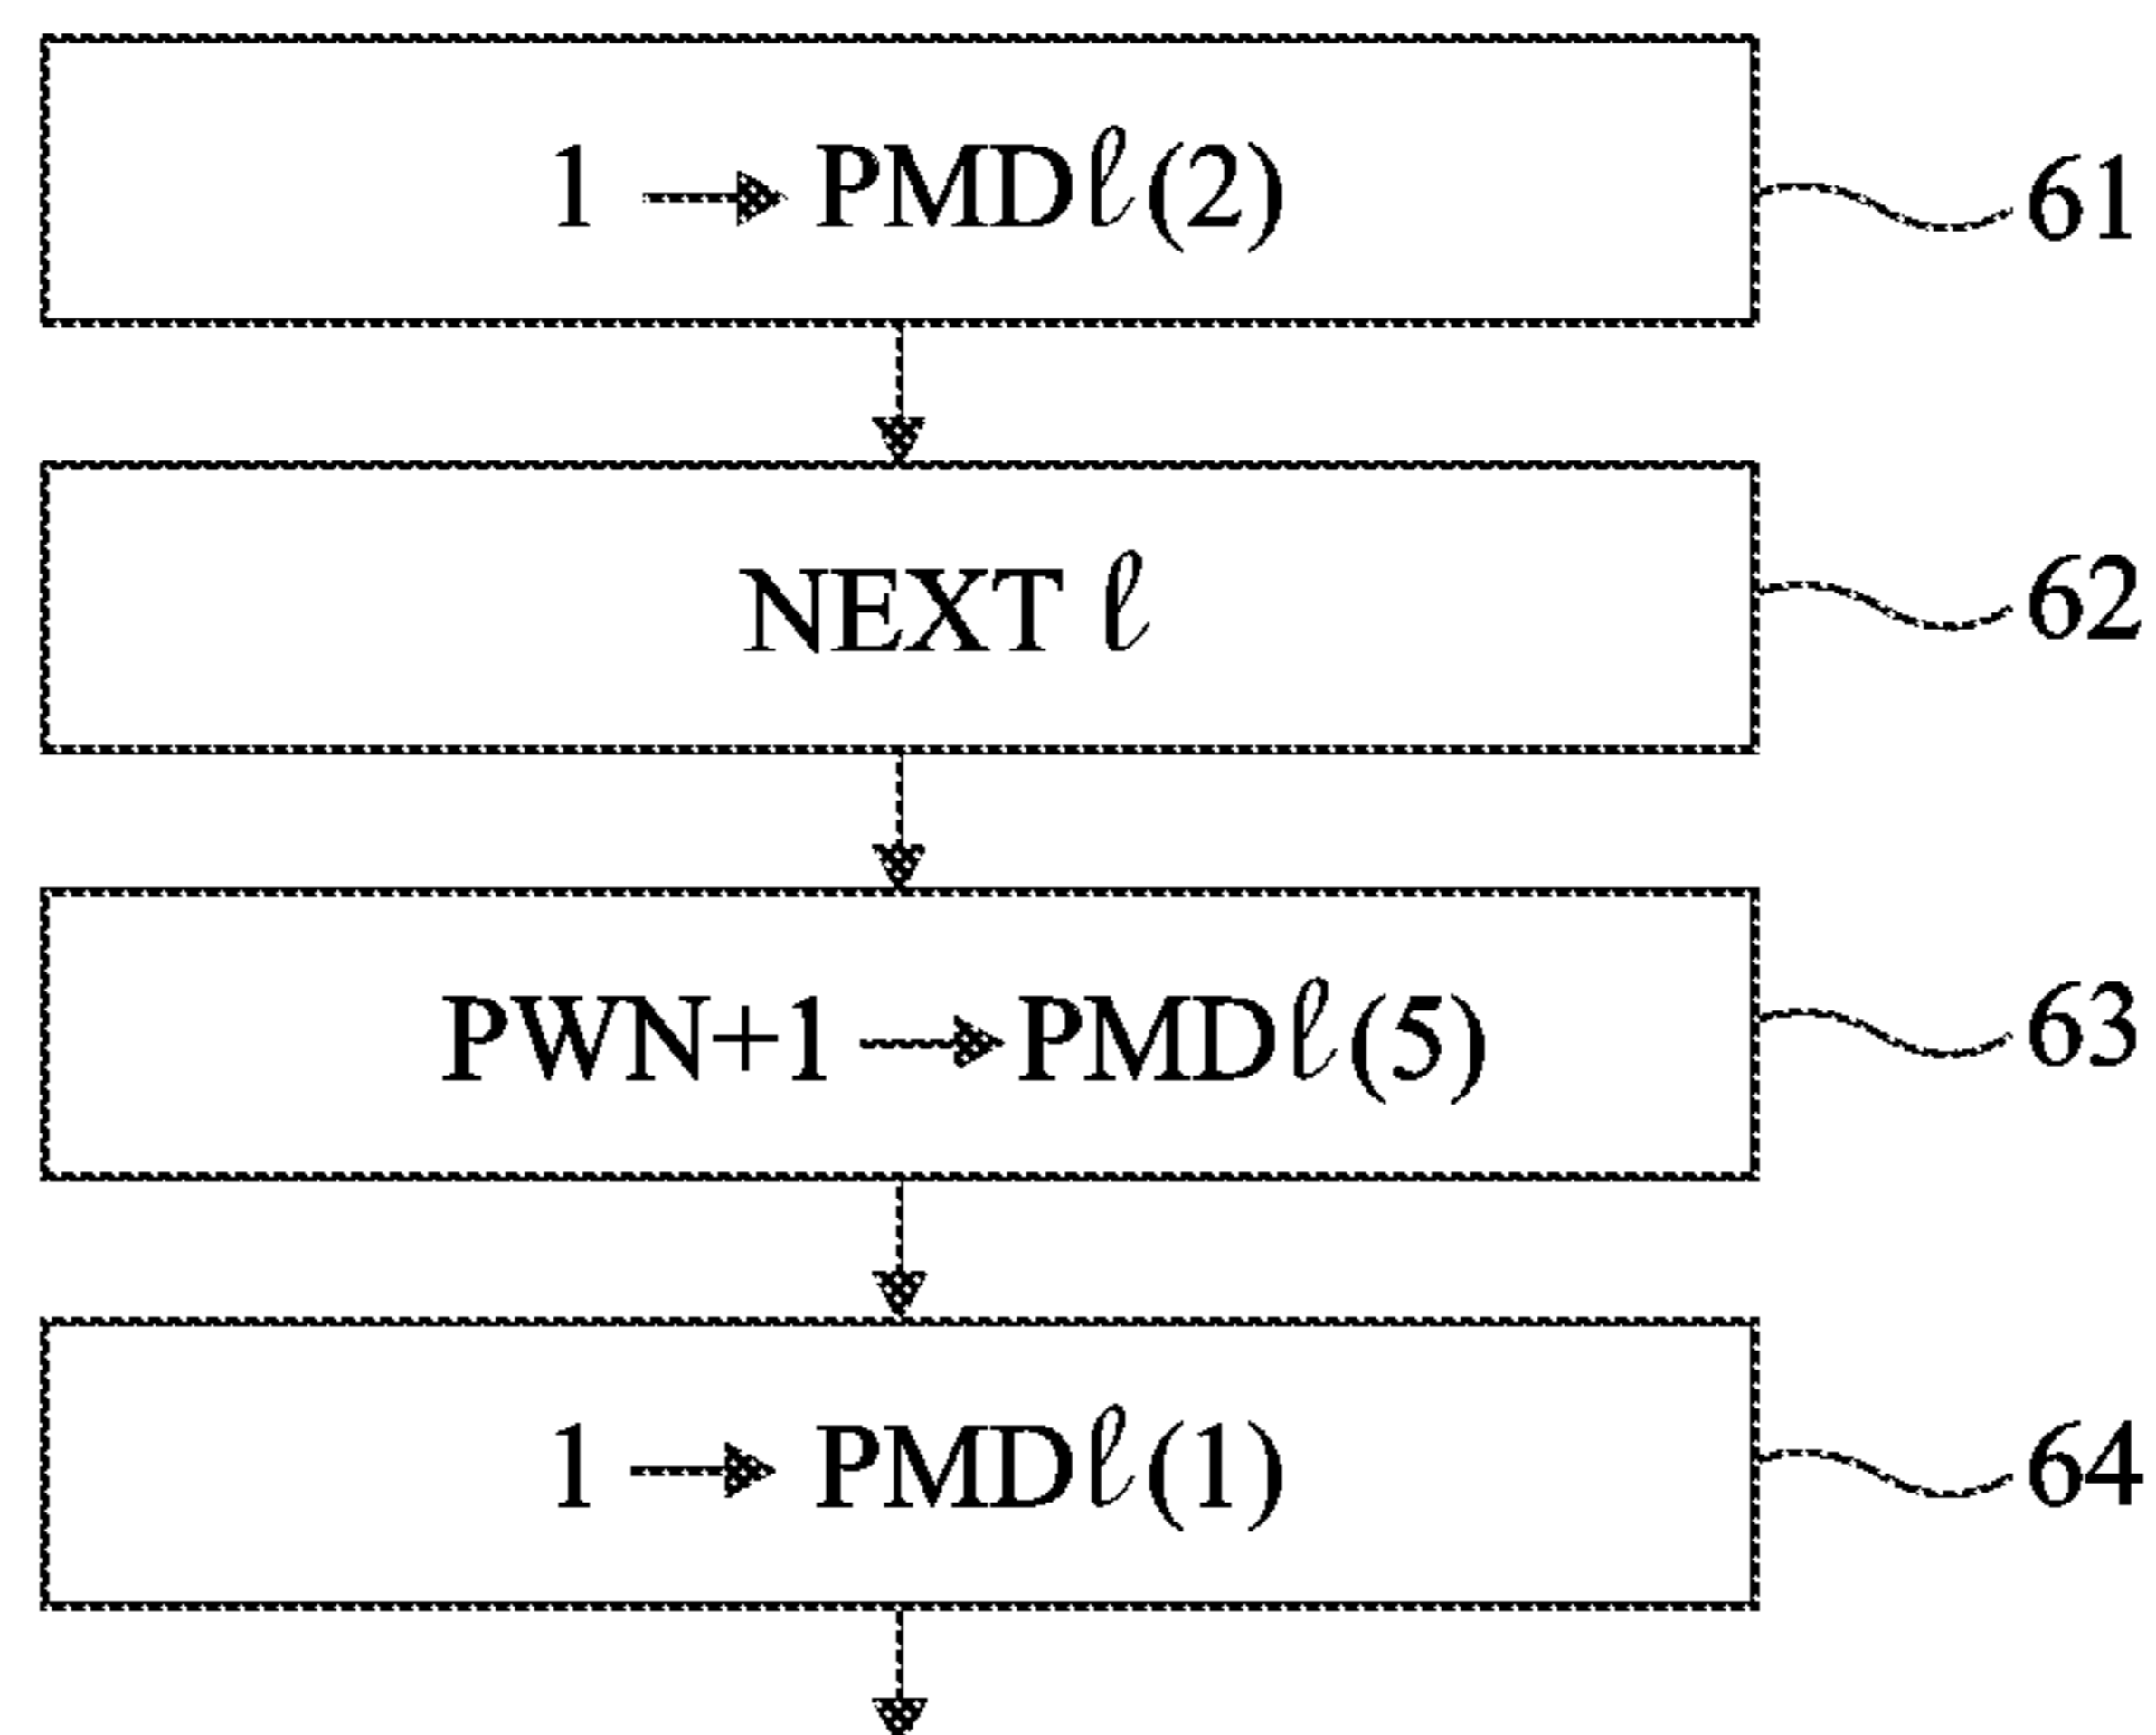 1 → PMDℓ(2) 61
NEXT ℓ 62
PWN+1 → PMDℓ(5) 63
1 → PMDℓ(1) 64